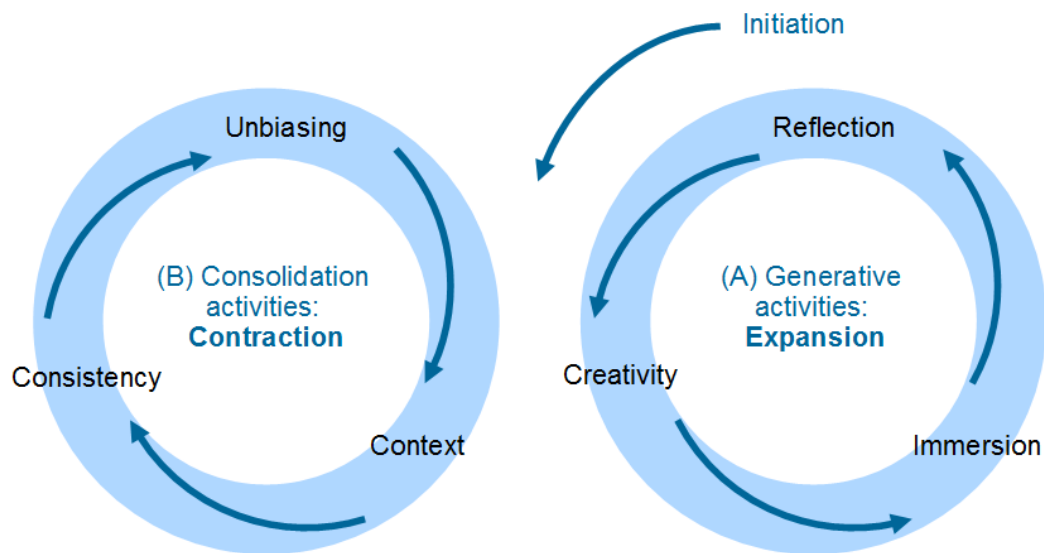 Initiation
Unbiasing
Reflection
(B) Consolidation
activities:
Contraction
(A) Generative
activities:
Expansion
Consistency
Creativity
Context
Immersion